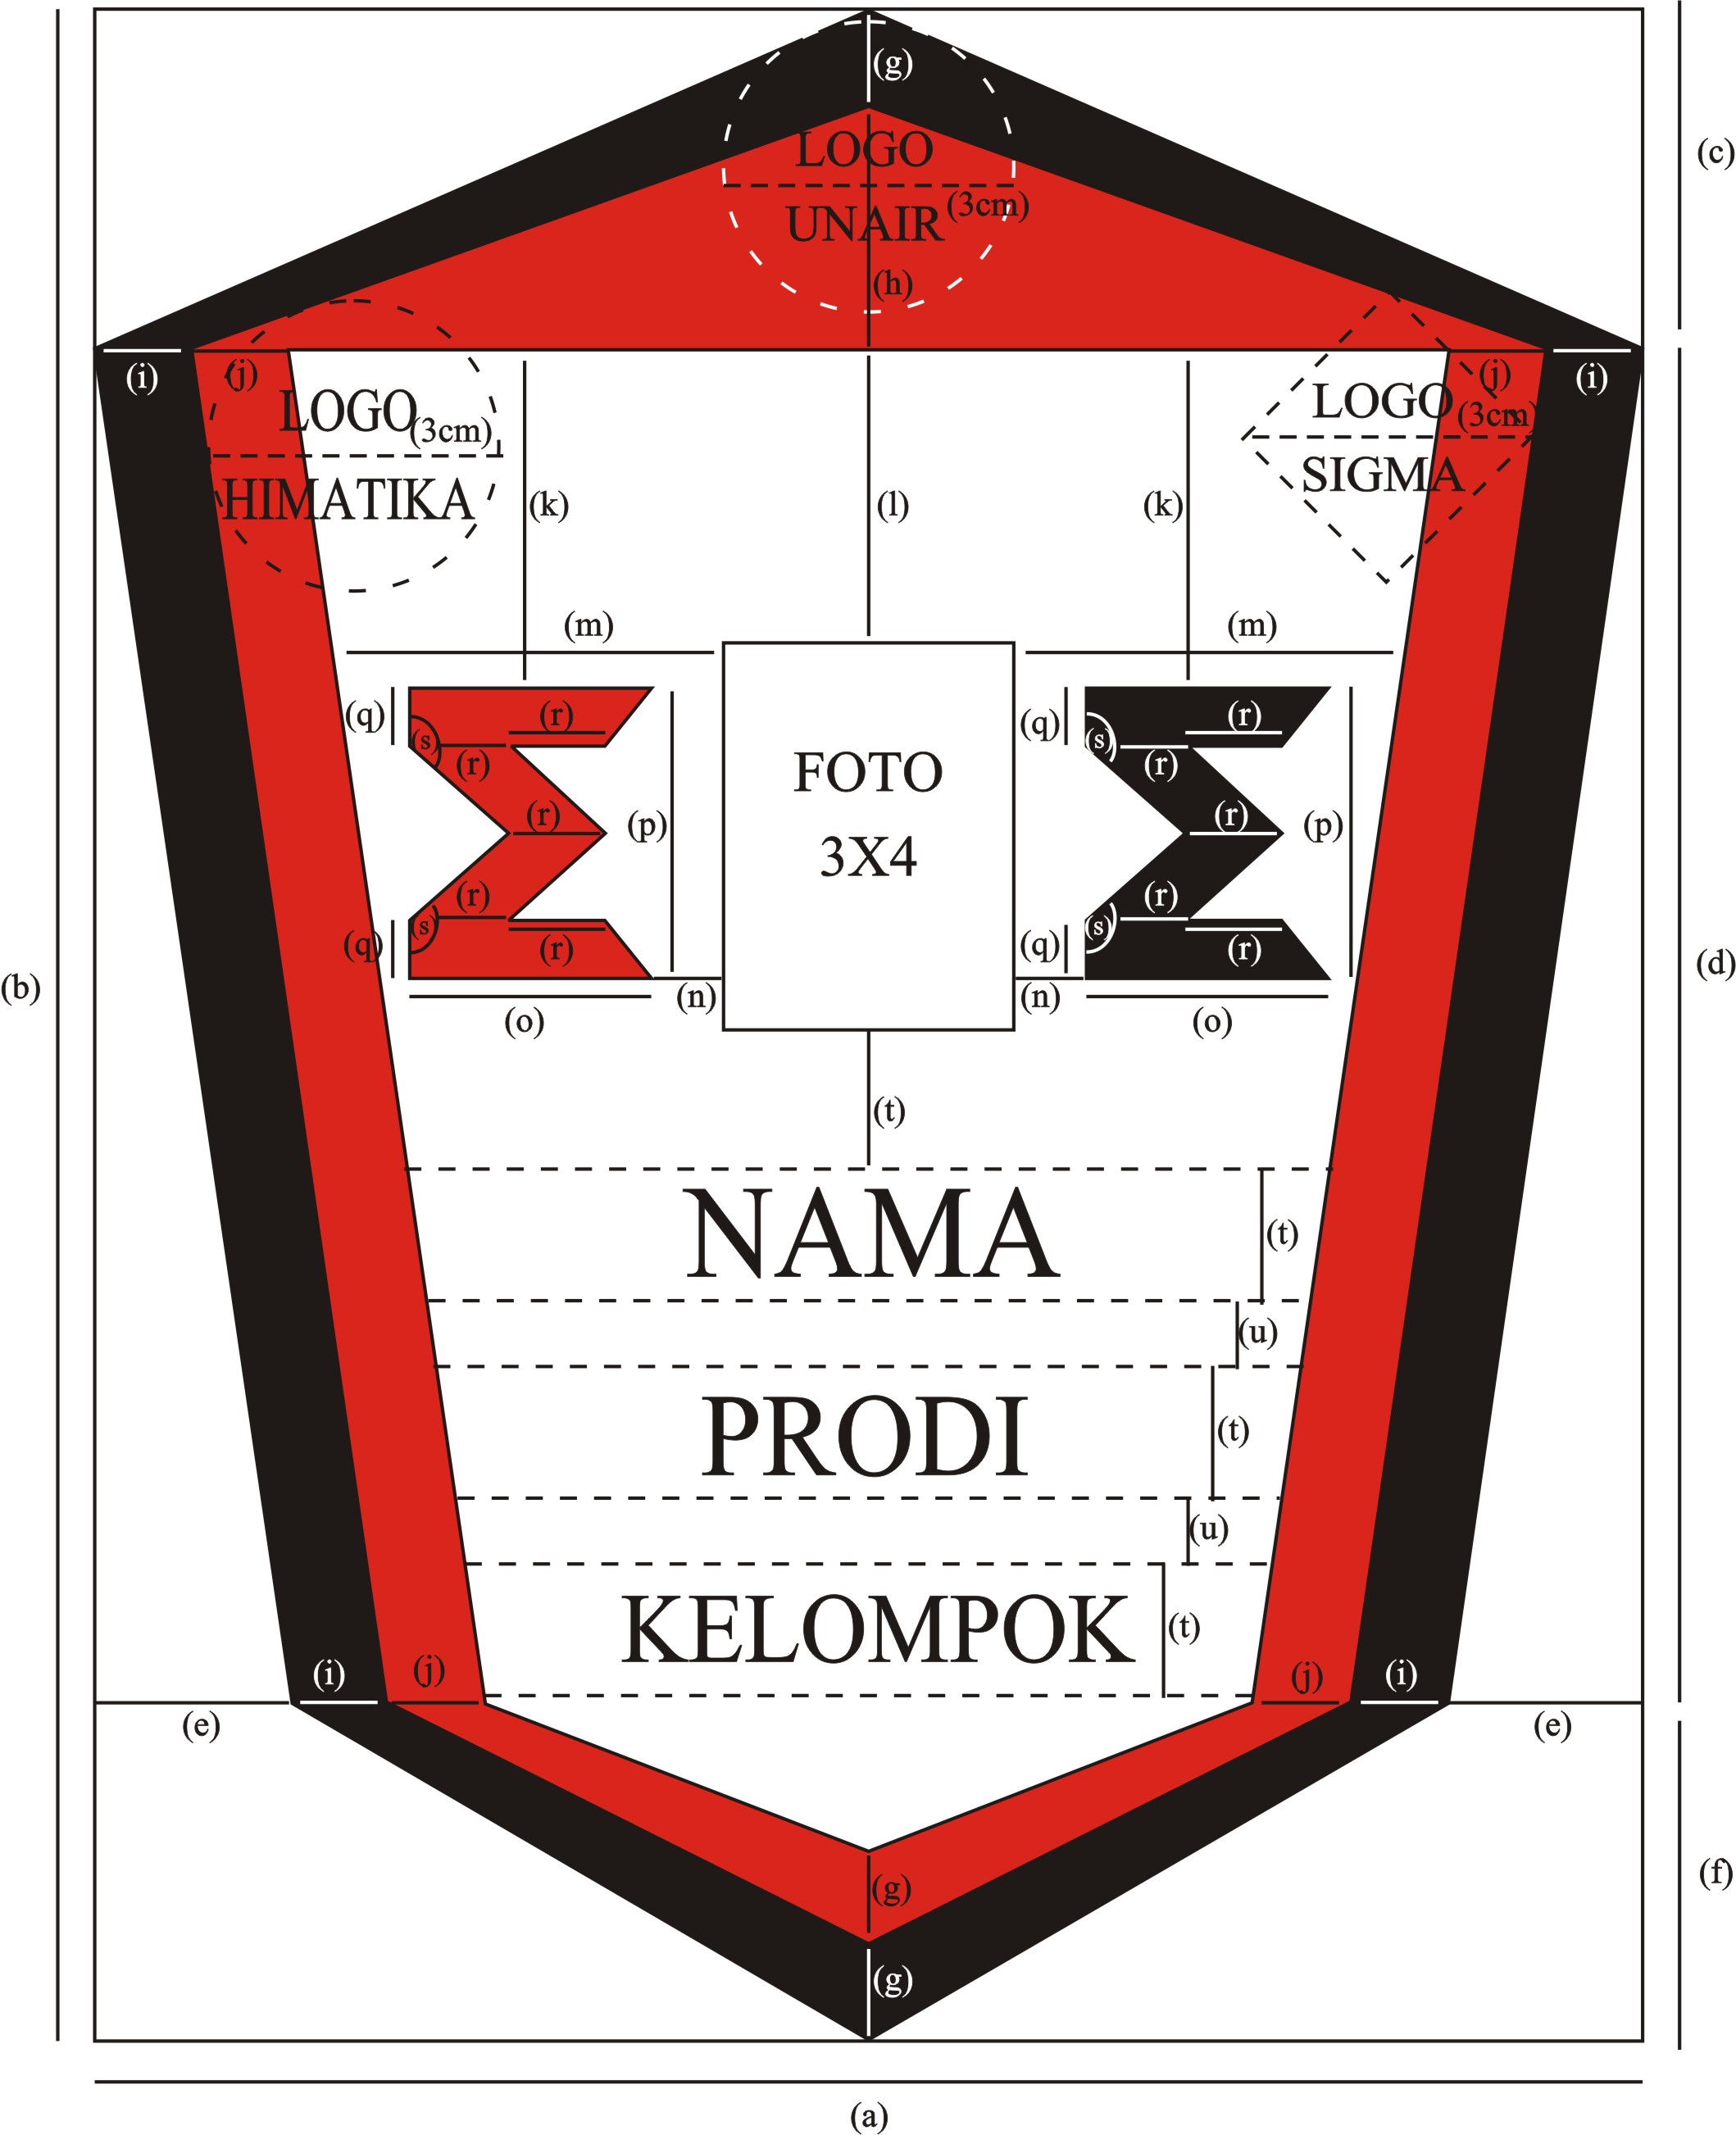 (g)
(c)
LOGO
UNAIR (3cm)
(h)
(i) (j) (j) (i)
LOGO (3cm)
HIMATIKA
LOGO (3cm)
SIGMA
(k) (l) (k)
(m) (m)
(q) (r) (q) (r)
(s) (r) (s) (r)
FOTO
3X4
(r) (p) (r) (p)
(r) (r)
(s) (s)
(q) (r) (q) (r)
(n) (n)
(o) (o)
(b) (d)
(t)
NAMA (t)
(u)
PRODI (t)
(u)
KELOMPOK (t)
(i) (j) (j) (i)
(e) (e)
(g) (f)
(g)
(a)